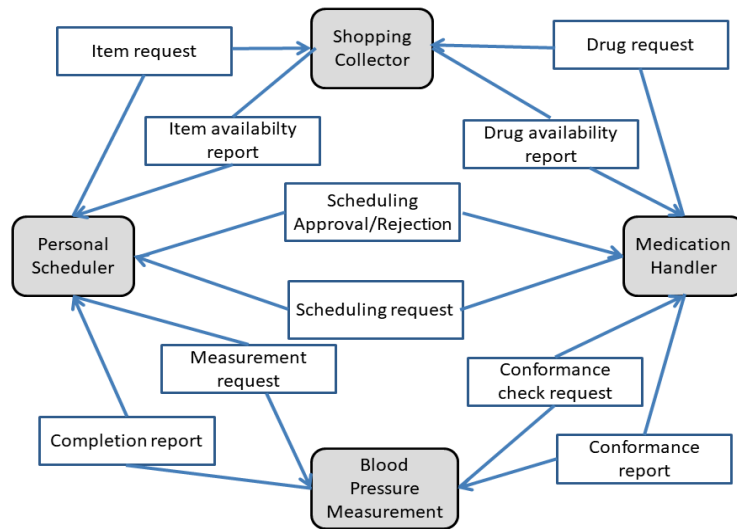 Item request
Shopping
Collector
Drug request
Item availabilty
report
Drug availability
report
Scheduling
Approval/Rejection
Personal
Scheduler
Medication
Handler
Scheduling request
Measurement
request
Conformance
check request
Completion report
Conformance
report
Blood
Pressure
Measurement